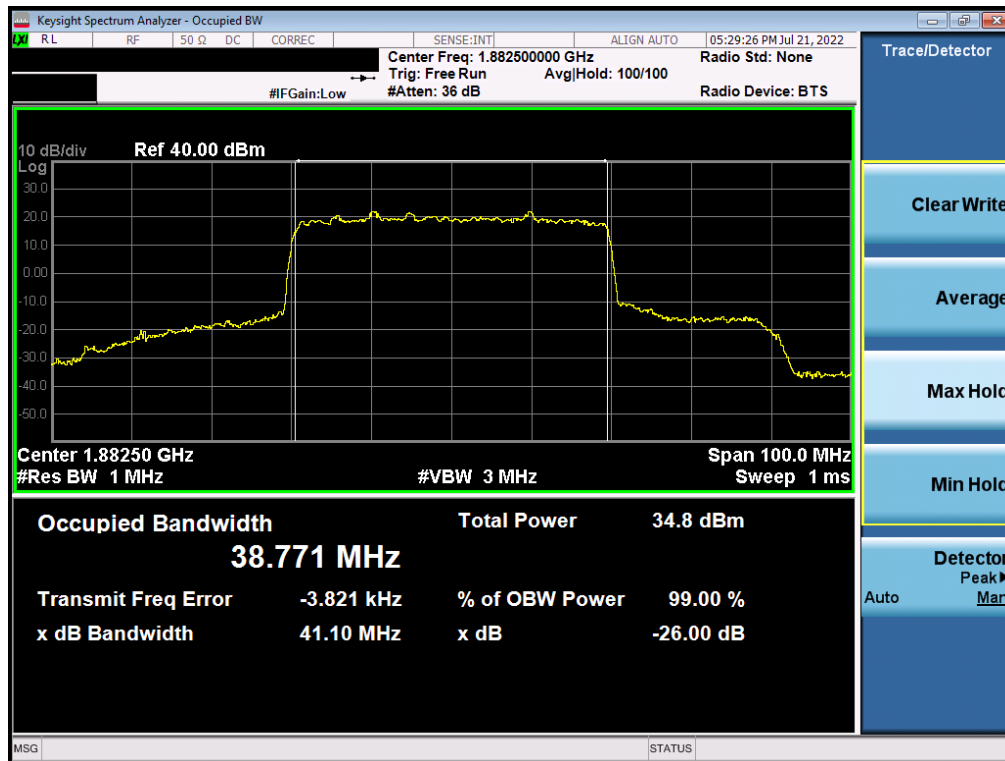 Keysight Spectrum Analyzer - Occupied BW
LXI RL RF 50 Ω DC CORREC SENSE:INT ALIGN AUTO 05:29:26 PM Jul 21, 2022
Center Freq: 1.882500000 GHz Radio Std: None
Trig: Free Run Avg|Hold: 100/100
#IFGain:Low #Atten: 36 dB Radio Device: BTS
10 dB/div Ref 40.00 dBm
Log
30.0
20.0
10.0
0.00
-10.0
-20.0
-30.0
-40.0
-50.0
Center 1.88250 GHz Span 100.0 MHz
#Res BW 1 MHz #VBW 3 MHz Sweep 1 ms
Occupied Bandwidth Total Power 34.8 dBm
38.771 MHz
Transmit Freq Error -3.821 kHz % of OBW Power 99.00 %
x dB Bandwidth 41.10 MHz x dB -26.00 dB
MSG STATUS
Trace/Detector
Clear Write
Average
Max Hold
Min Hold
Detector
Peak
Auto Man